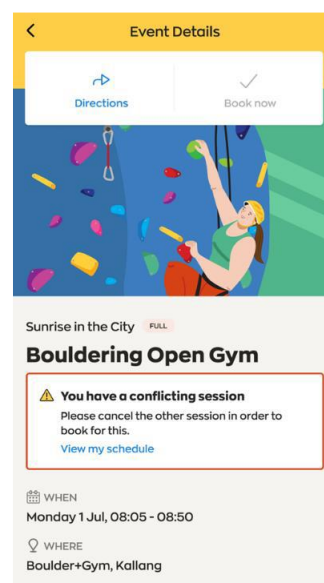 Event Details
Directions
Book now
Sunrise in the City FULL
Bouldering Open Gym
You have a conflicting session
Please cancel the other session in order to
book for this.
View my schedule
WHEN
Monday 1 Jul, 08:05 - 08:50
WHERE
Boulder+Gym, Kallang